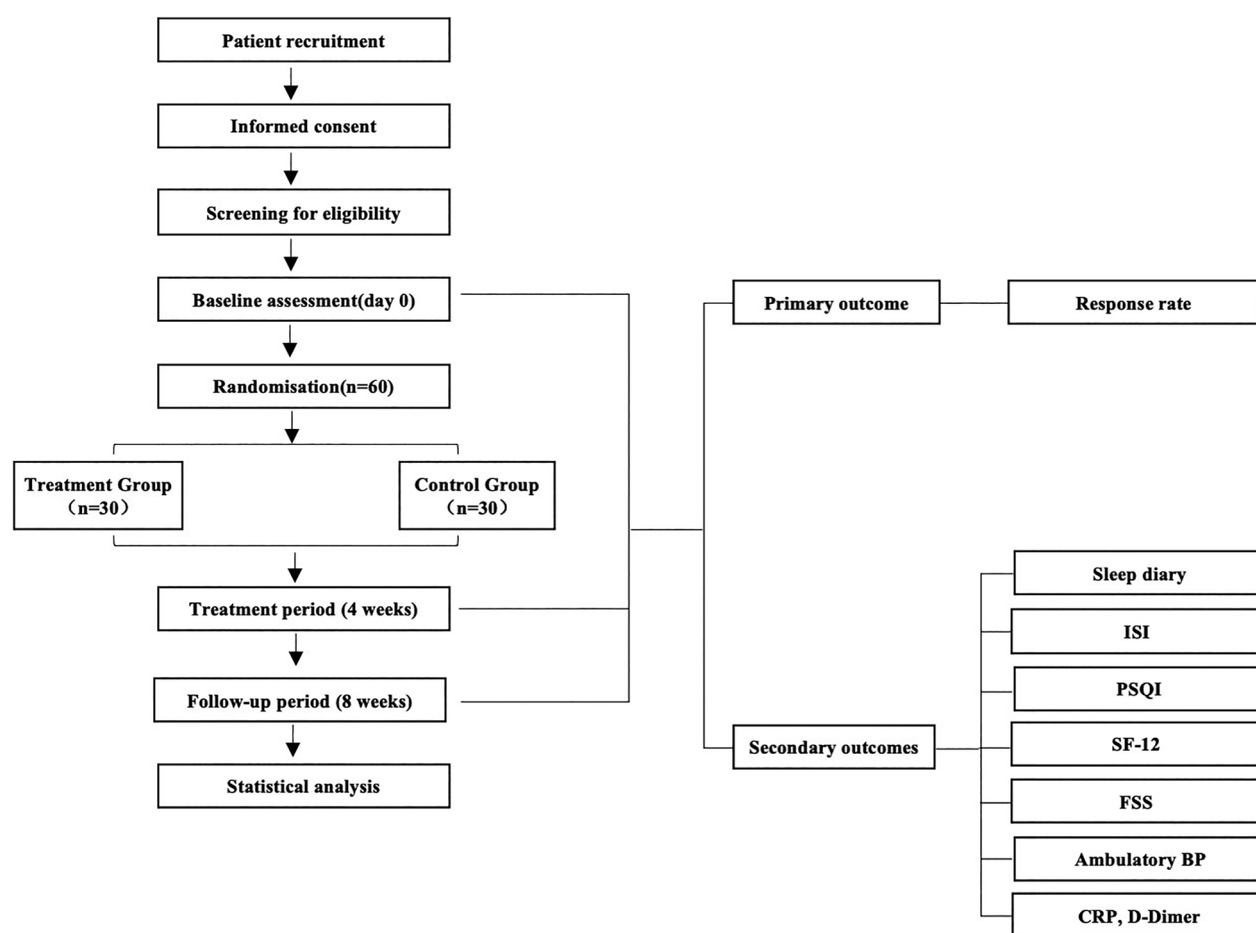 Patient recruitment
Informed consent
Screening for eligibility
Baseline assessment(day 0)
Randomisation(n=60)
Treatment Group
（n=30）
Control Group
（n=30）
Treatment period (4 weeks)
Follow-up period (8 weeks)
Statistical analysis
Primary outcome
Response rate
Secondary outcomes
Sleep diary
ISI
PSQI
SF-12
FSS
Ambulatory BP
CRP, D-Dimer